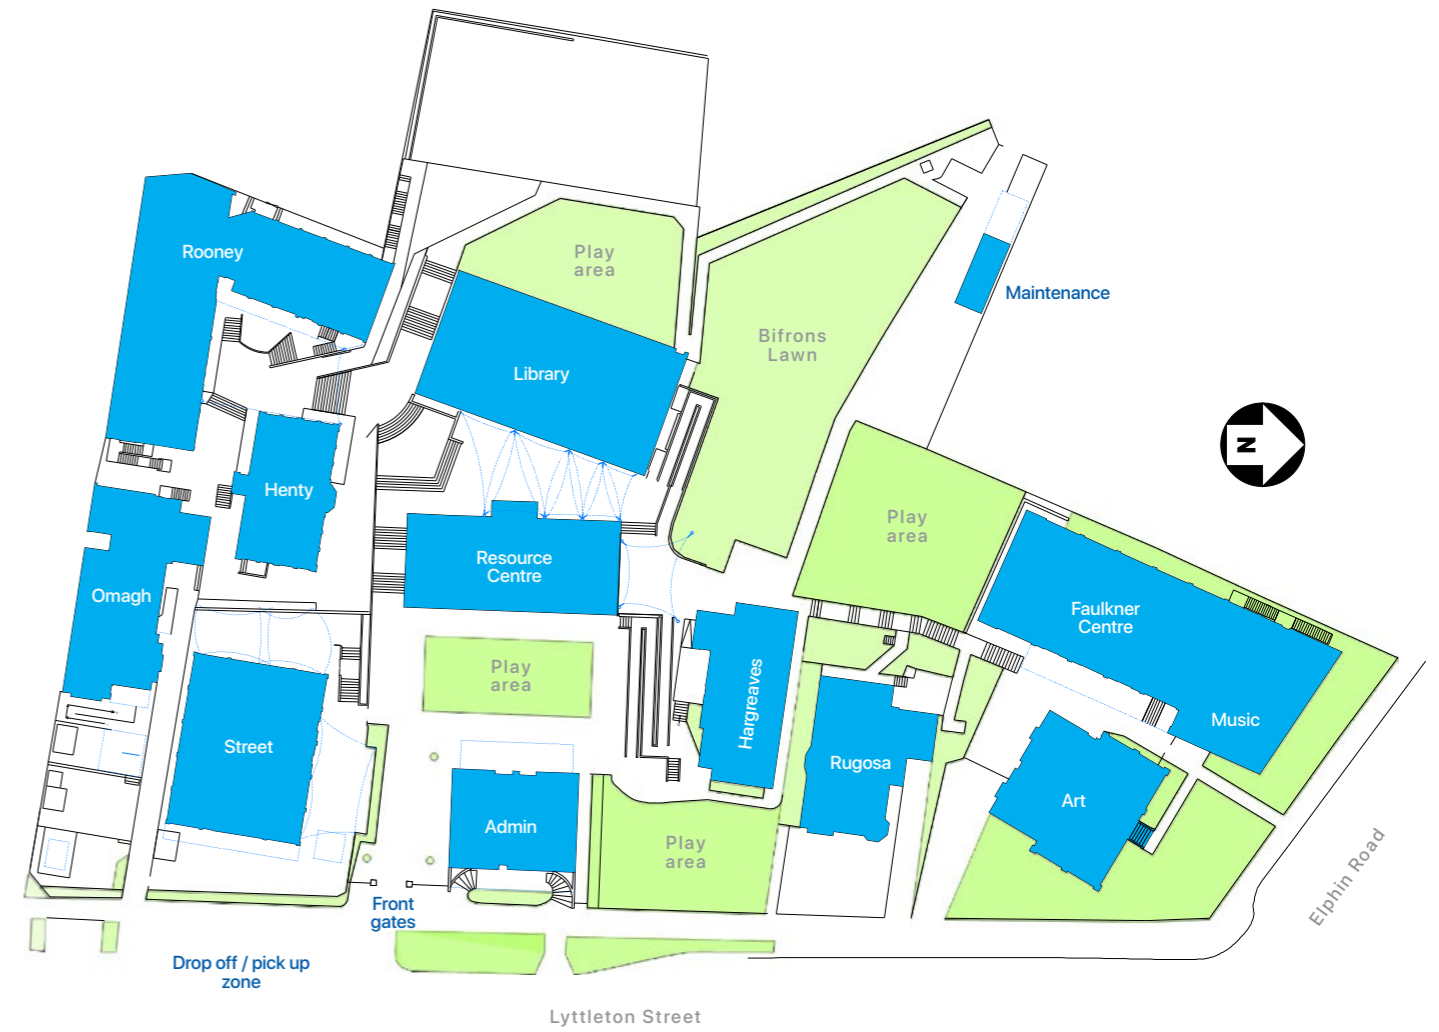 Rooney
Play
area
Maintenance
Bifrons
Lawn
Library
N
Henty
Play
area
Resource
Centre
Omagh
Faulkner
Centre
Play
area
Hargreaves
Music
Street
Rugosa
Art
Admin
Play
area
Elphin Road
Front
gates
Drop off / pick up
zone
Lyttleton Street